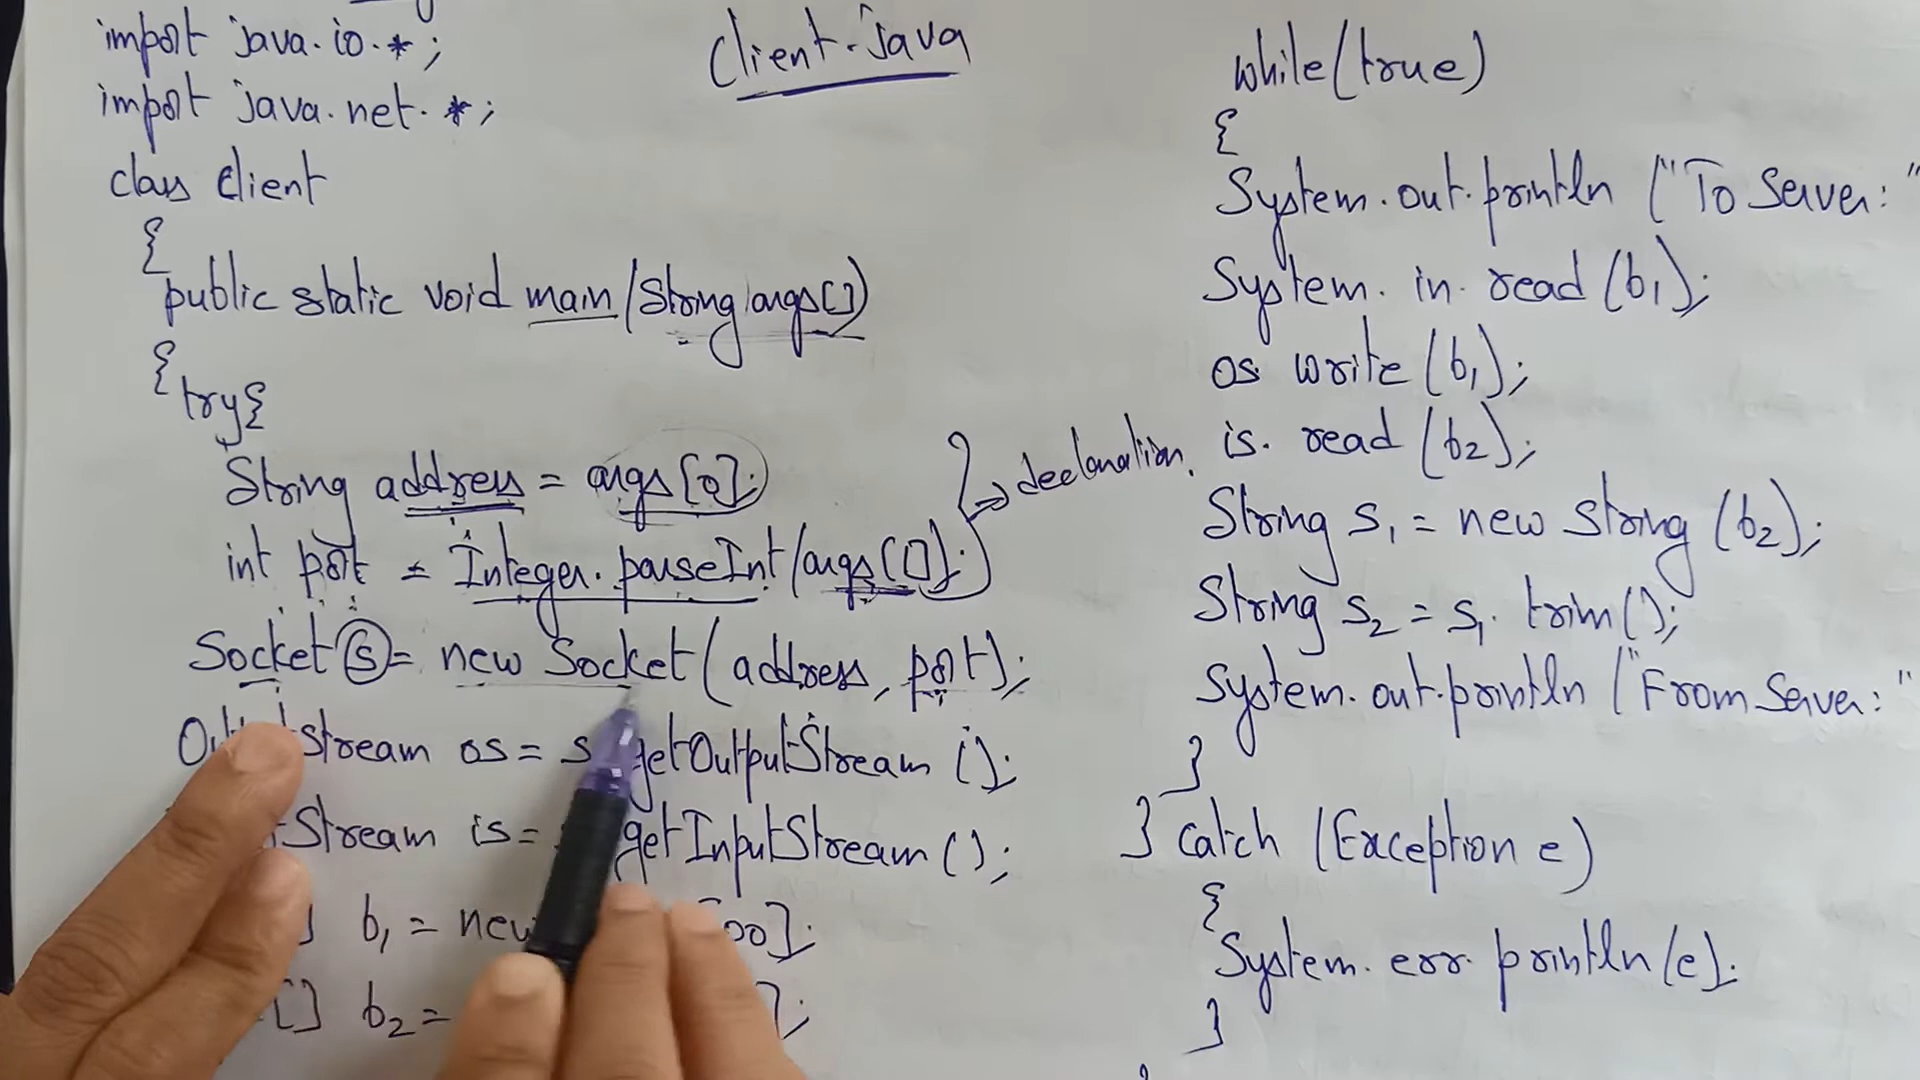 import java.io.*;
import java.net.*;
Client.java
class Client
{
public static void main(String args[])
{
try{
String address = args[0];
int port = Integer.parseInt(args[1]);
declaration.
Socket s = new Socket(address, port);
stream os = s getOutputStream();
Stream is = getInputStream();
b1 = new 00];
[] b2 = ];
while(true)
{
System.out.println ("To Server:"
System.in.read (b1);
os write (b1);
is. read (b2);
String s1 = new string (b2);
String s2 = s1. trim();
System.out.println ("From Server:"
}
} catch (Exception e)
{
System. err println(e).
}